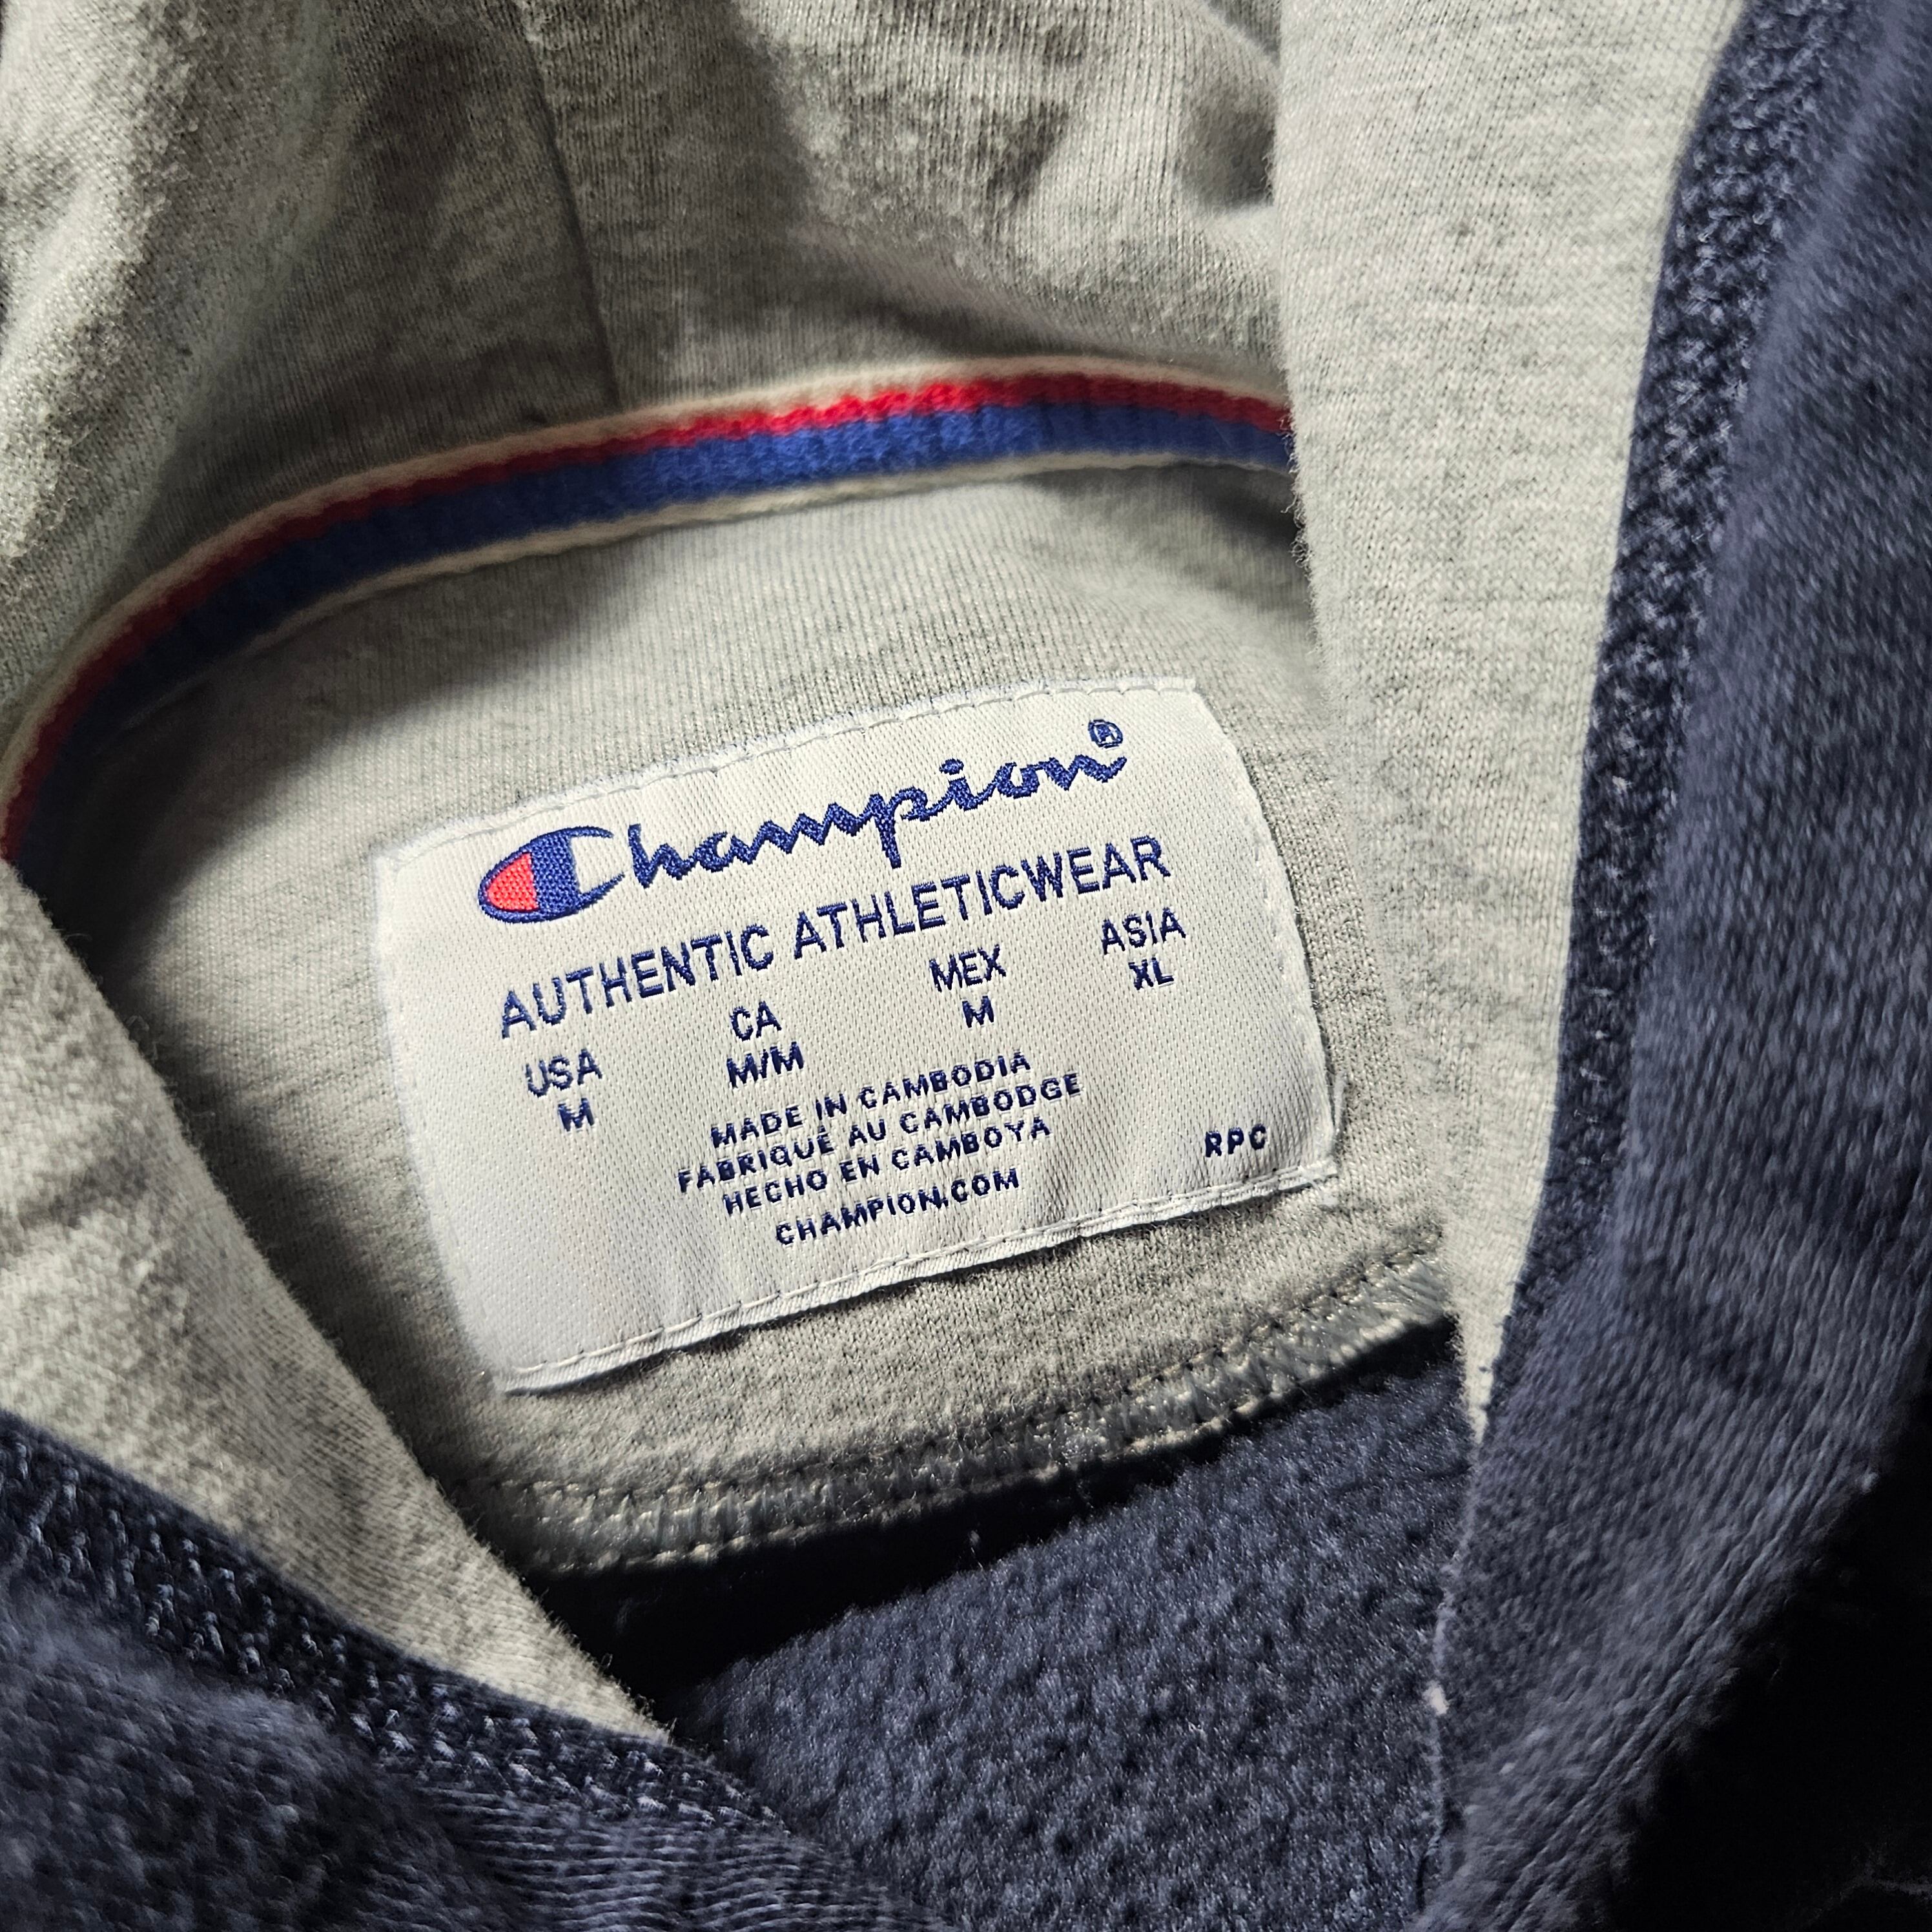 Champion®
AUTHENTIC ATHLETICWEAR
USA CA MEX ASIA
M M/M M XL
MADE IN CAMBODIA
FABRIQUÉ AU CAMBODGE
HECHO EN CAMBOYA
CHAMPION.COM
RPC